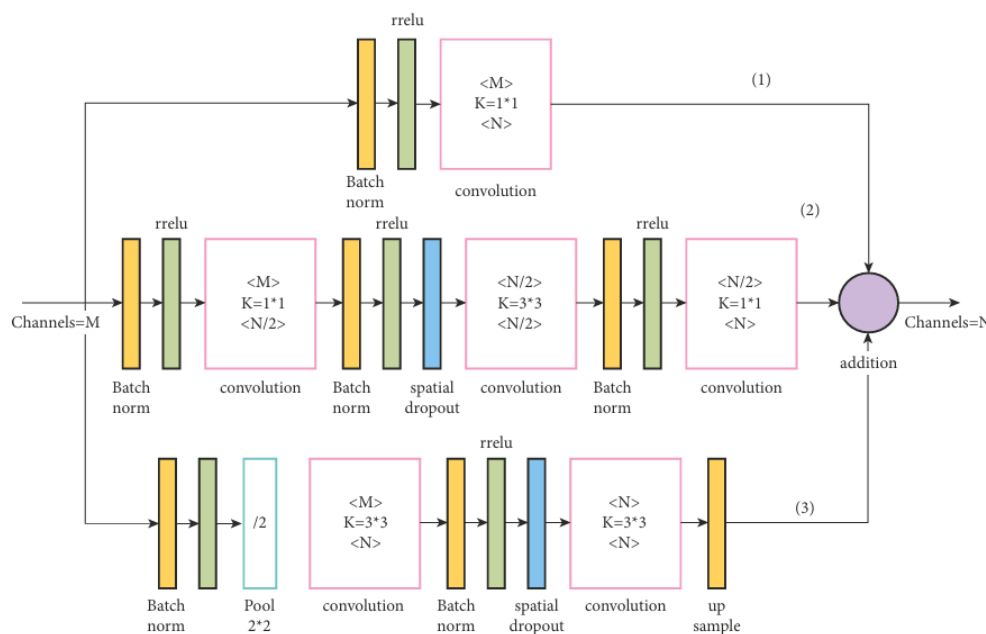 rrelu
<M>
K=1*1
<N>
(1)
Batch
norm
convolution
(2)
rrelu
rrelu
rrelu
<M>
K=1*1
<N/2>
<N/2>
K=3*3
<N/2>
<N/2>
K=1*1
<N>
Channels=M
Channels=N
addition
Batch
norm
convolution
Batch
norm
spatial
dropout
convolution
Batch
norm
convolution
rrelu
/2
<M>
K=3*3
<N>
<N>
K=3*3
<N>
(3)
Batch
norm
Pool
2*2
convolution
Batch
norm
spatial
dropout
convolution
up
sample